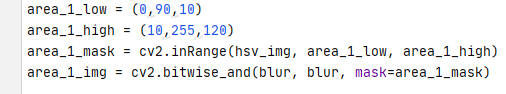 area_1_low = (0,90,10)
area_1_high = (10,255,120)
area_1_mask = cv2.inRange(hsv_img, area_1_low, area_1_high)
area_1_img = cv2.bitwise_and(blur, blur, mask=area_1_mask)